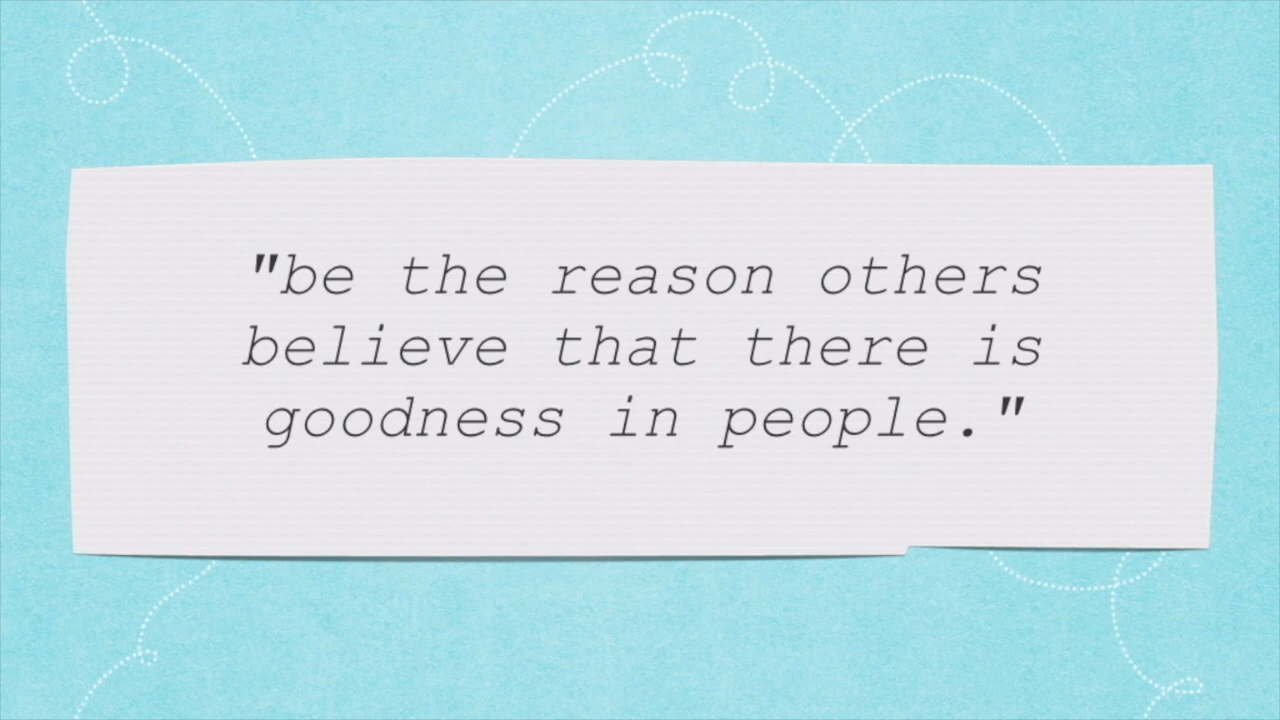 "be the reason others
believe that there is
goodness in people."